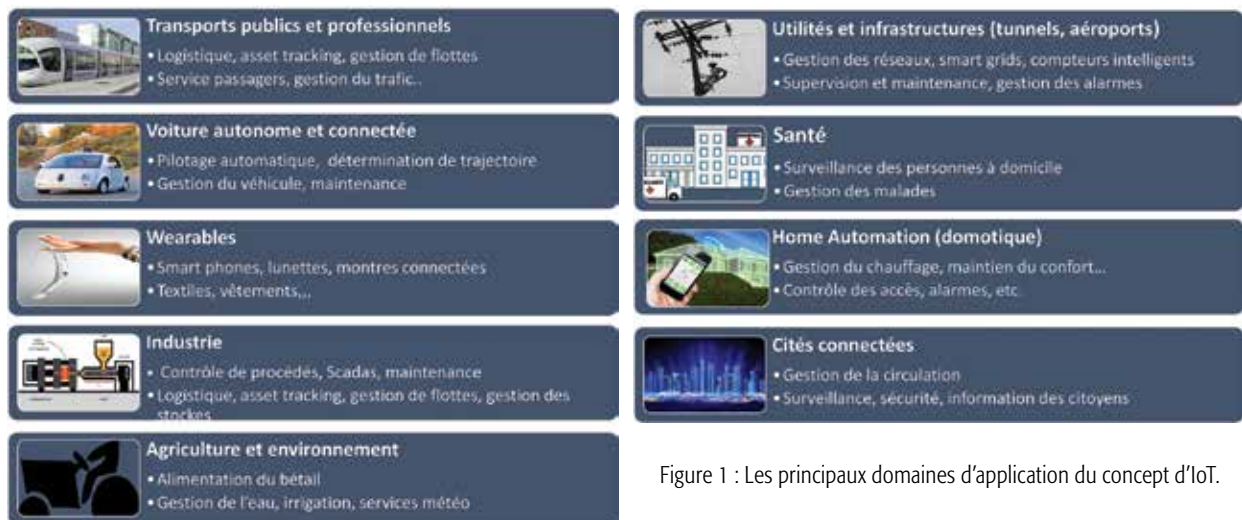 Transports publics et professionnels
• Logistique, asset tracking, gestion de flottes
• Service passagers, gestion du trafic..
Voiture autonome et connectée
• Pilotage automatique, détermination de trajectoire
• Gestion du véhicule, maintenance
Wearables
• Smart phones, lunettes, montres connectées
• Textiles, vêtements,,,
Industrie
• Contrôle de procédés, Scadas, maintenance
• Logistique, asset tracking, gestion de flottes, gestion des
stockes
Agriculture et environnement
• Alimentation du bétail
• Gestion de l'eau, irrigation, services météo
Utilités et infrastructures (tunnels, aéroports)
• Gestion des réseaux, smart grids, compteurs intelligents
• Supervision et maintenance, gestion des alarmes
Santé
• Surveillance des personnes à domicile
• Gestion des malades
Home Automation (domotique)
• Gestion du chauffage, maintien du confort...
• Contrôle des accès, alarmes, etc.
Cités connectées
• Gestion de la circulation
• Surveillance, sécurité, information des citoyens
Figure 1 : Les principaux domaines d'application du concept d'IoT.